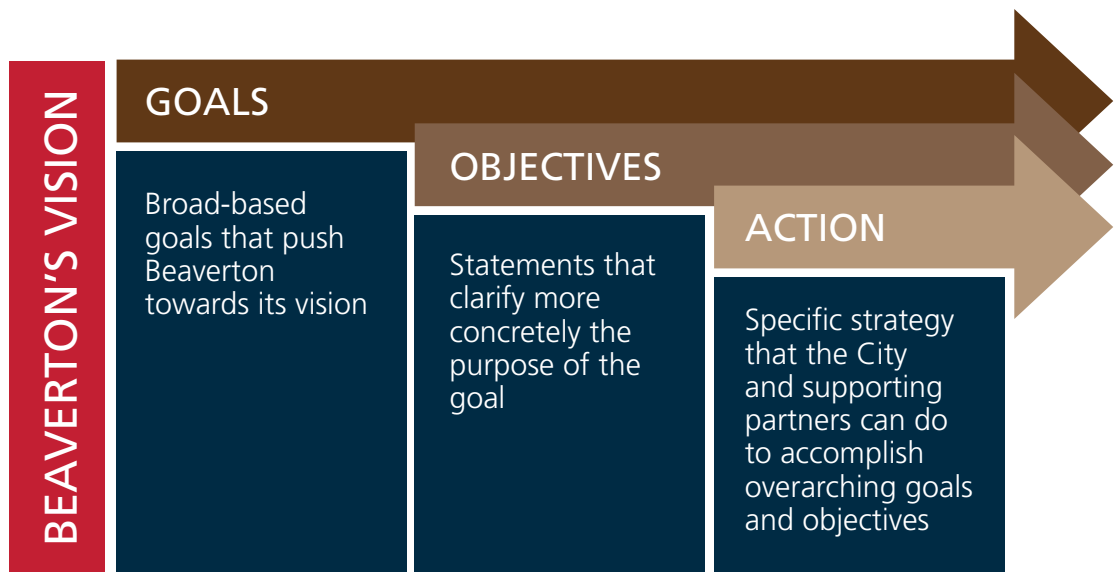 BEAVERTON'S VISION
GOALS
Broad-based
goals that push
Beaverton
towards its vision
OBJECTIVES
Statements that
clarify more
concretely the
purpose of the
goal
ACTION
Specific strategy
that the City
and supporting
partners can do
to accomplish
overarching goals
and objectives